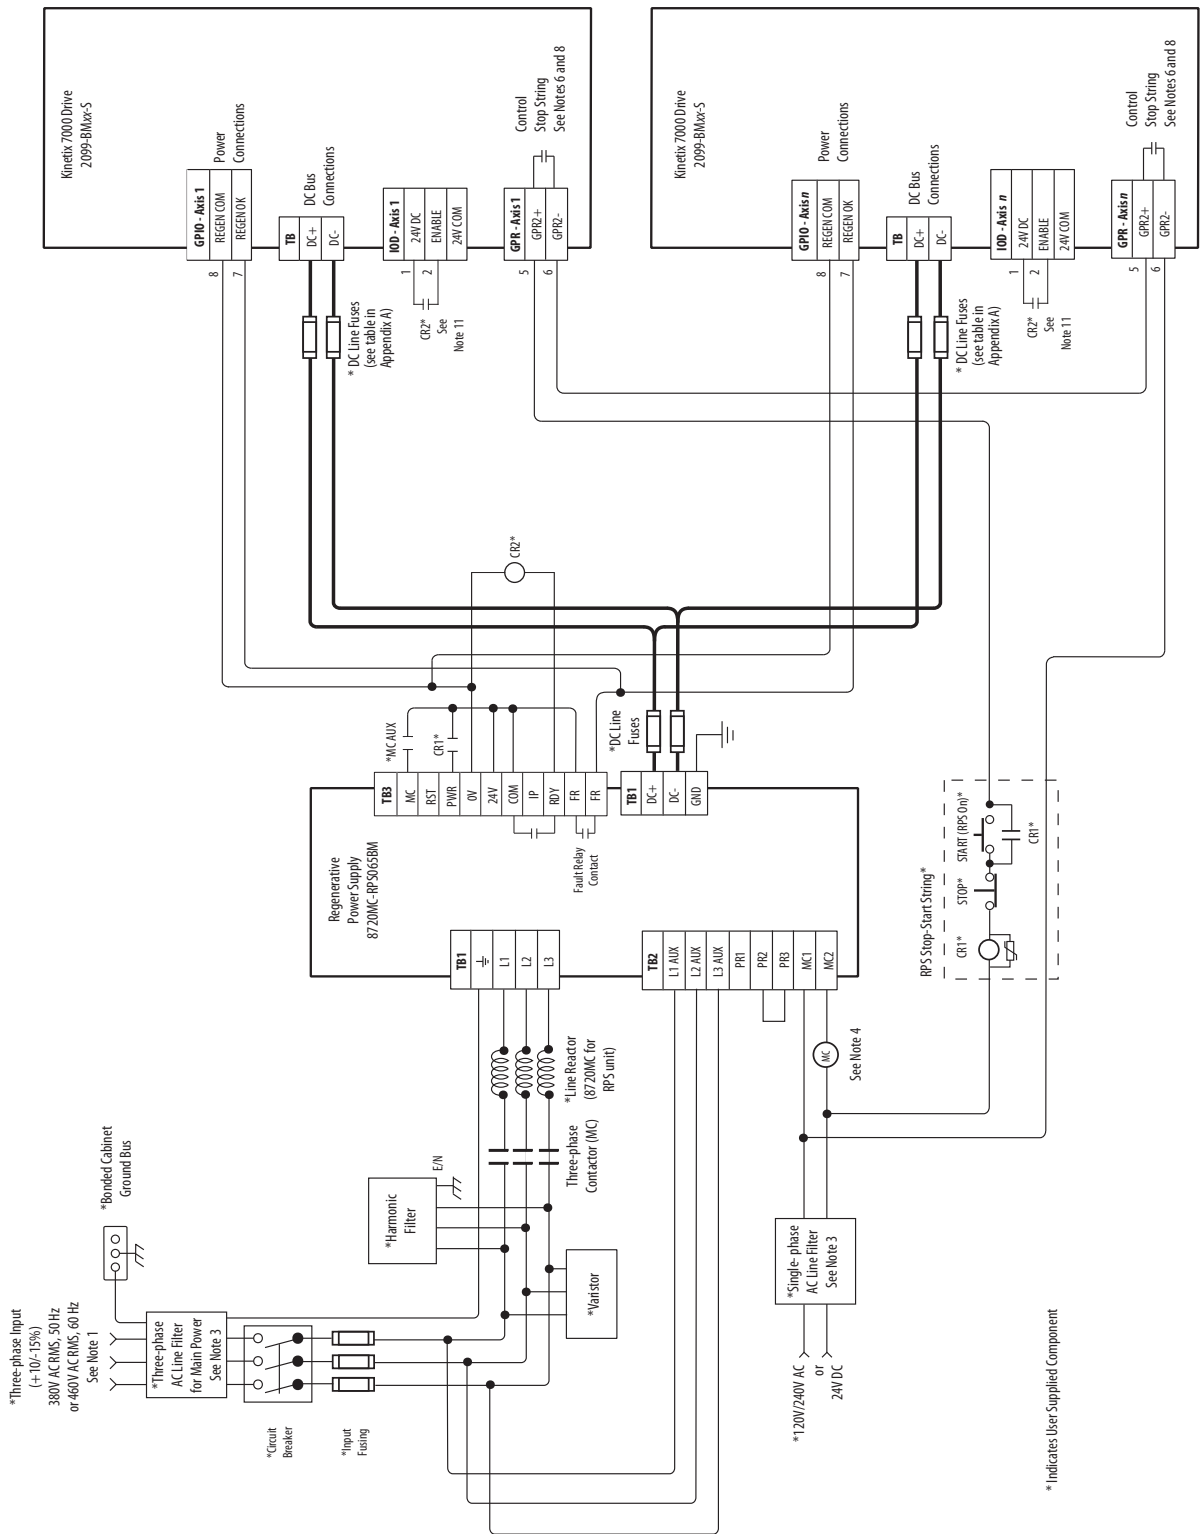 *Three-phase Input
(+10/-15%)
380V AC RMS, 50 Hz
or 460V AC RMS, 60 Hz
See Note 1
*Bonded Cabinet
Ground Bus
*Three-phase
AC Line Filter
for Main Power
See Note 3
*Circuit
Breaker
*Input
Fusing
*Harmonic
Filter
E/N
*Varistor
Three-phase
Contactor (MC)
*Line Reactor
(8720MC for
RPS unit)
*120V/240V AC
or
24V DC
*Single- phase
AC Line Filter
See Note 3
MC
See Note 4
Regenerative
Power Supply
8720MC-RPS065BM
TB1
L1
L2
L3
TB2
L1 AUX
L2 AUX
L3 AUX
PR1
PR2
PR3
MC1
MC2
TB3
MC
RST
PWR
0V
24V
COM
IP
RDY
FR
FR
Fault Relay
Contact
TB1
DC+
DC-
GND
*MC AUX
CR1*
*DC Line
Fuses
CR2*
RPS Stop-Start String*
CR1*
STOP*
START (RPS On)*
CR1*
Kinetix 7000 Drive
2099-BMxx-S
GPIO - Axis 1
REGEN COM
REGEN OK
Power
Connections
8
7
TB
DC+
DC-
DC Bus
Connections
* DC Line Fuses
(see table in
Appendix A)
IOD - Axis 1
24V DC
ENABLE
24V COM
1
2
CR2*
See
Note 11
GPR - Axis 1
GPR2+
GPR2-
5
6
Control
Stop String
See Notes 6 and 8
Kinetix 7000 Drive
2099-BMxx-S
GPIO - Axis n
REGEN COM
REGEN OK
Power
Connections
8
7
TB
DC+
DC-
DC Bus
Connections
* DC Line Fuses
(see table in
Appendix A)
IOD - Axis n
24V DC
ENABLE
24V COM
1
2
CR2*
See
Note 11
GPR - Axis n
GPR2+
GPR2-
5
6
Control
Stop String
See Notes 6 and 8
* Indicates User Supplied Component